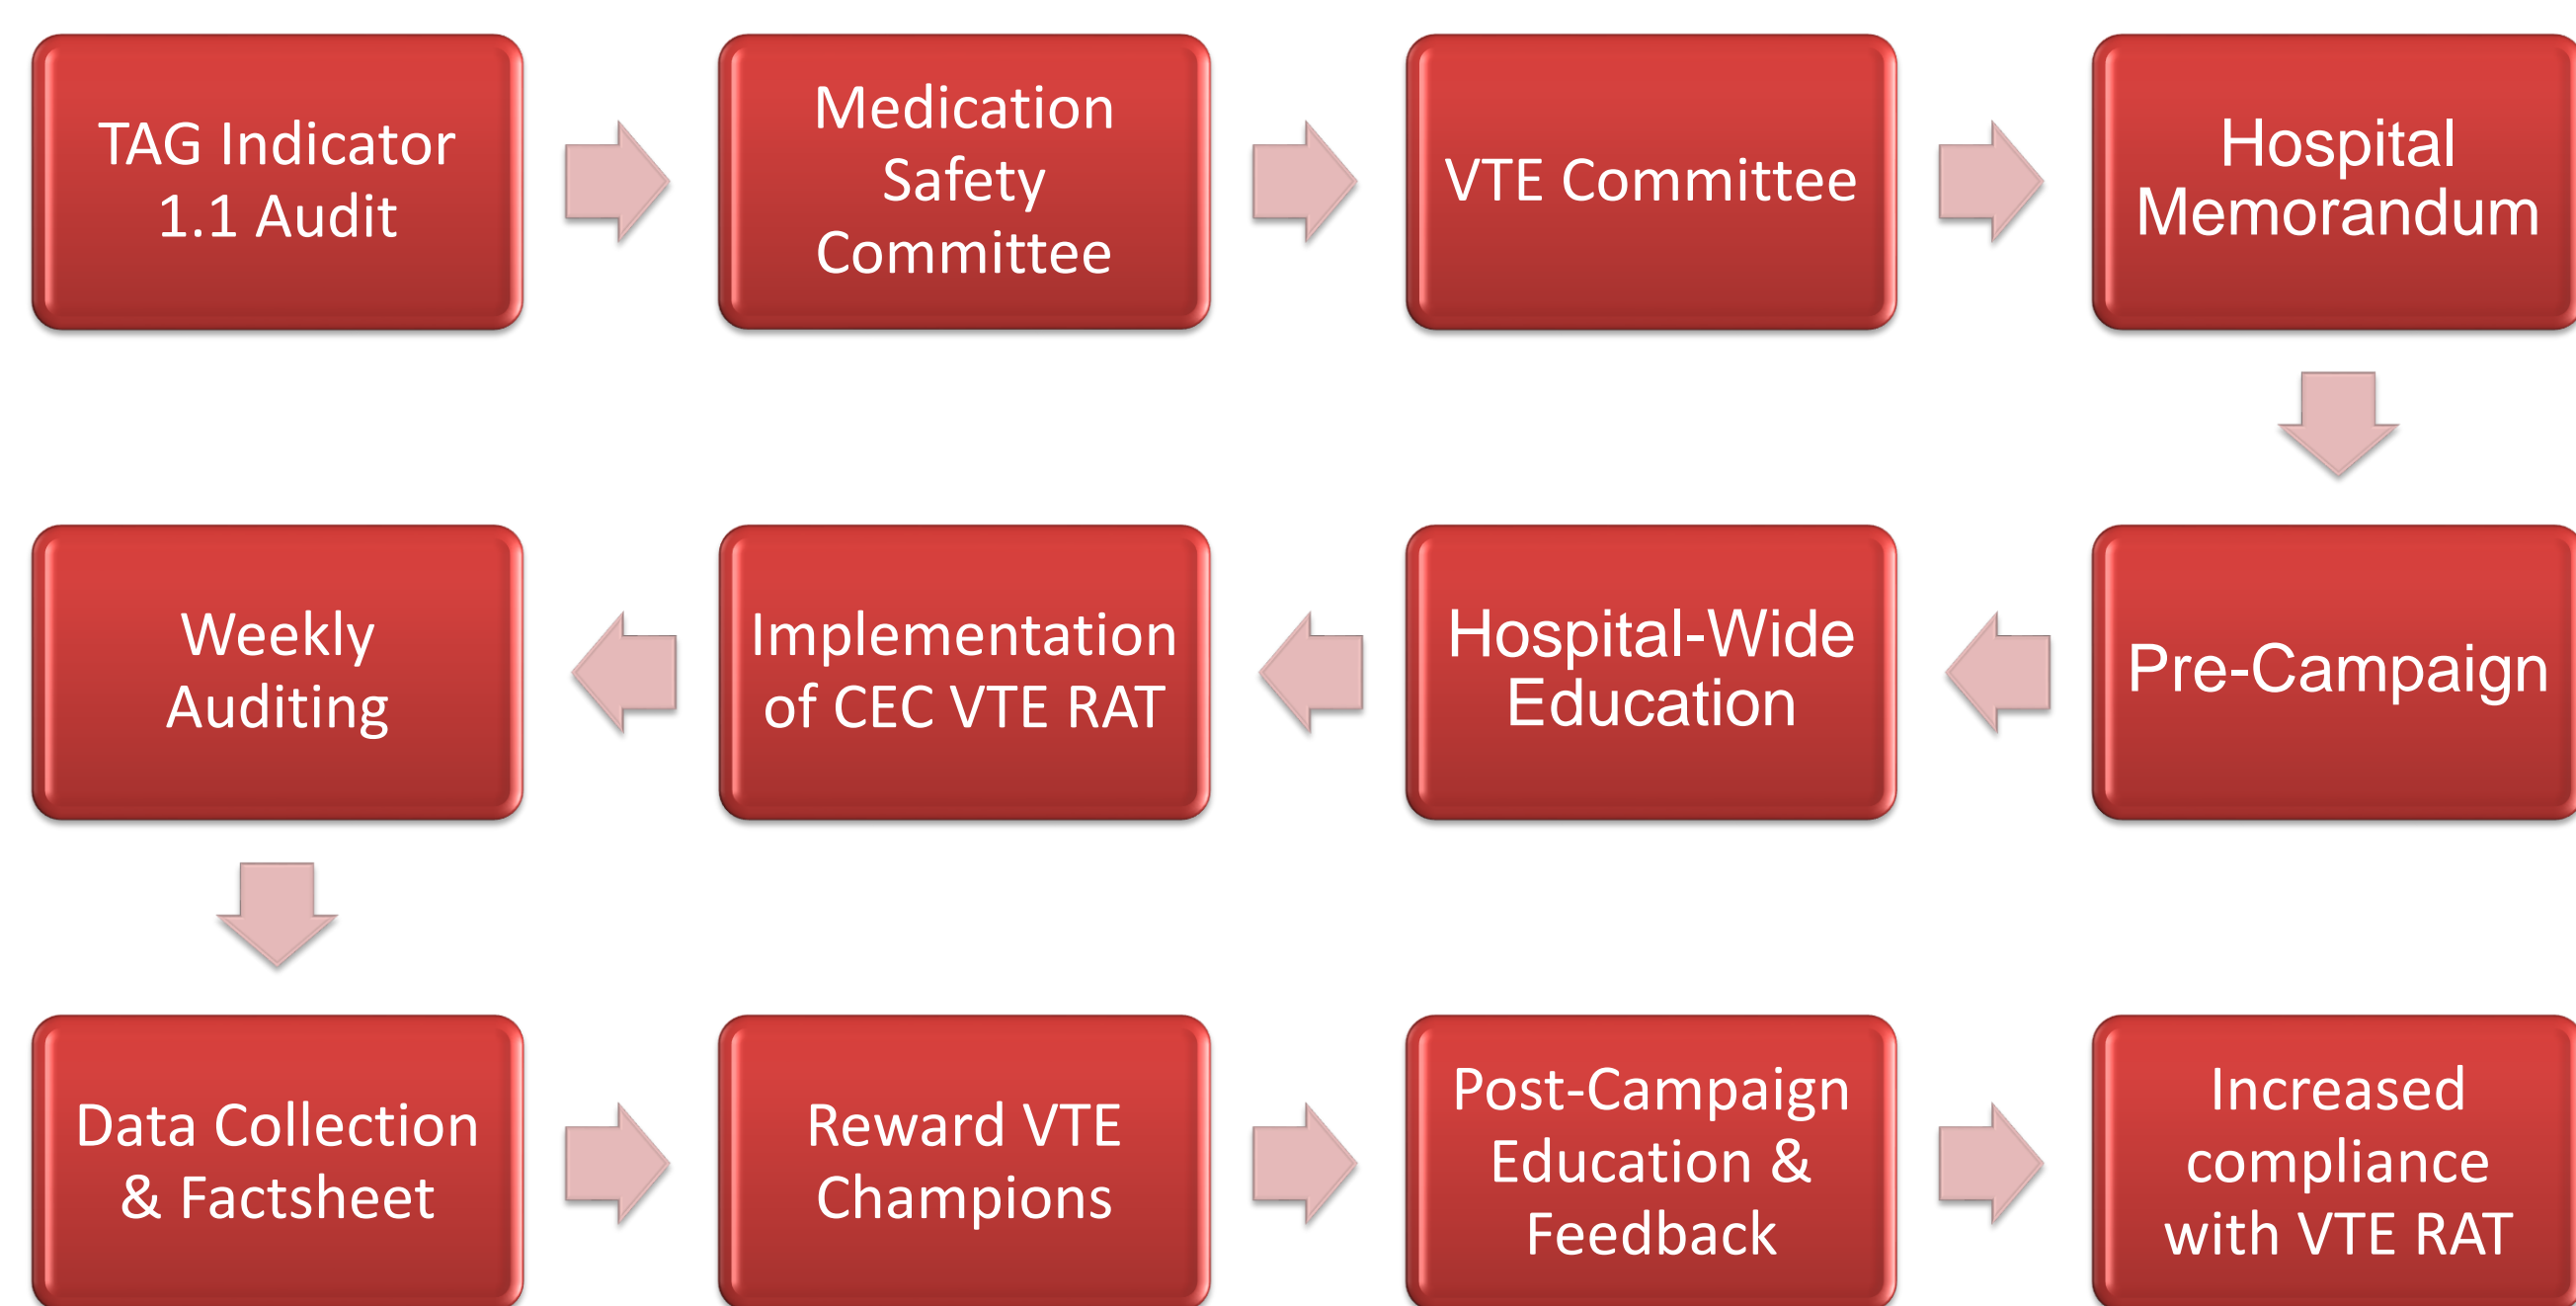 TAG Indicator
1.1 Audit
Medication
Safety
Committee
VTE Committee
Hospital
Memorandum
Pre-Campaign
Hospital-Wide
Education
Implementation
of CEC VTE RAT
Weekly
Auditing
Data Collection
& Factsheet
Reward VTE
Champions
Post-Campaign
Education &
Feedback
Increased
compliance
with VTE RAT